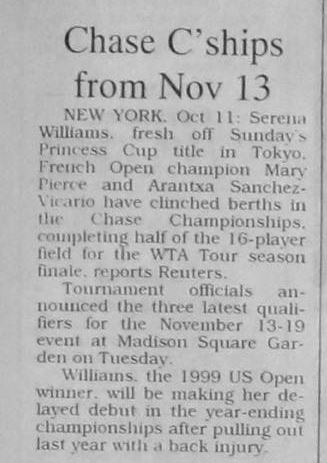 Chase C'ships
from Nov 13
NEW YORK, Oct 11: Serena
Williams, fresh off Sunday's
Princess Cup title in Tokyo,
French Open champion Mary
Pierce and Arantxa Sanchez-
Vicario have clinched berths in
the Chase Championships,
completing half of the 16-player
field for the WTA Tour season
finale, reports Reuters.
Tournament officials an-
nounced the three latest quali-
fiers for the November 13-19
event at Madison Square Gar-
den on Tuesday.
Williams, the 1999 US Open
winner, will be making her de-
layed debut in the year-ending
championships after pulling out
last year with a back injury.